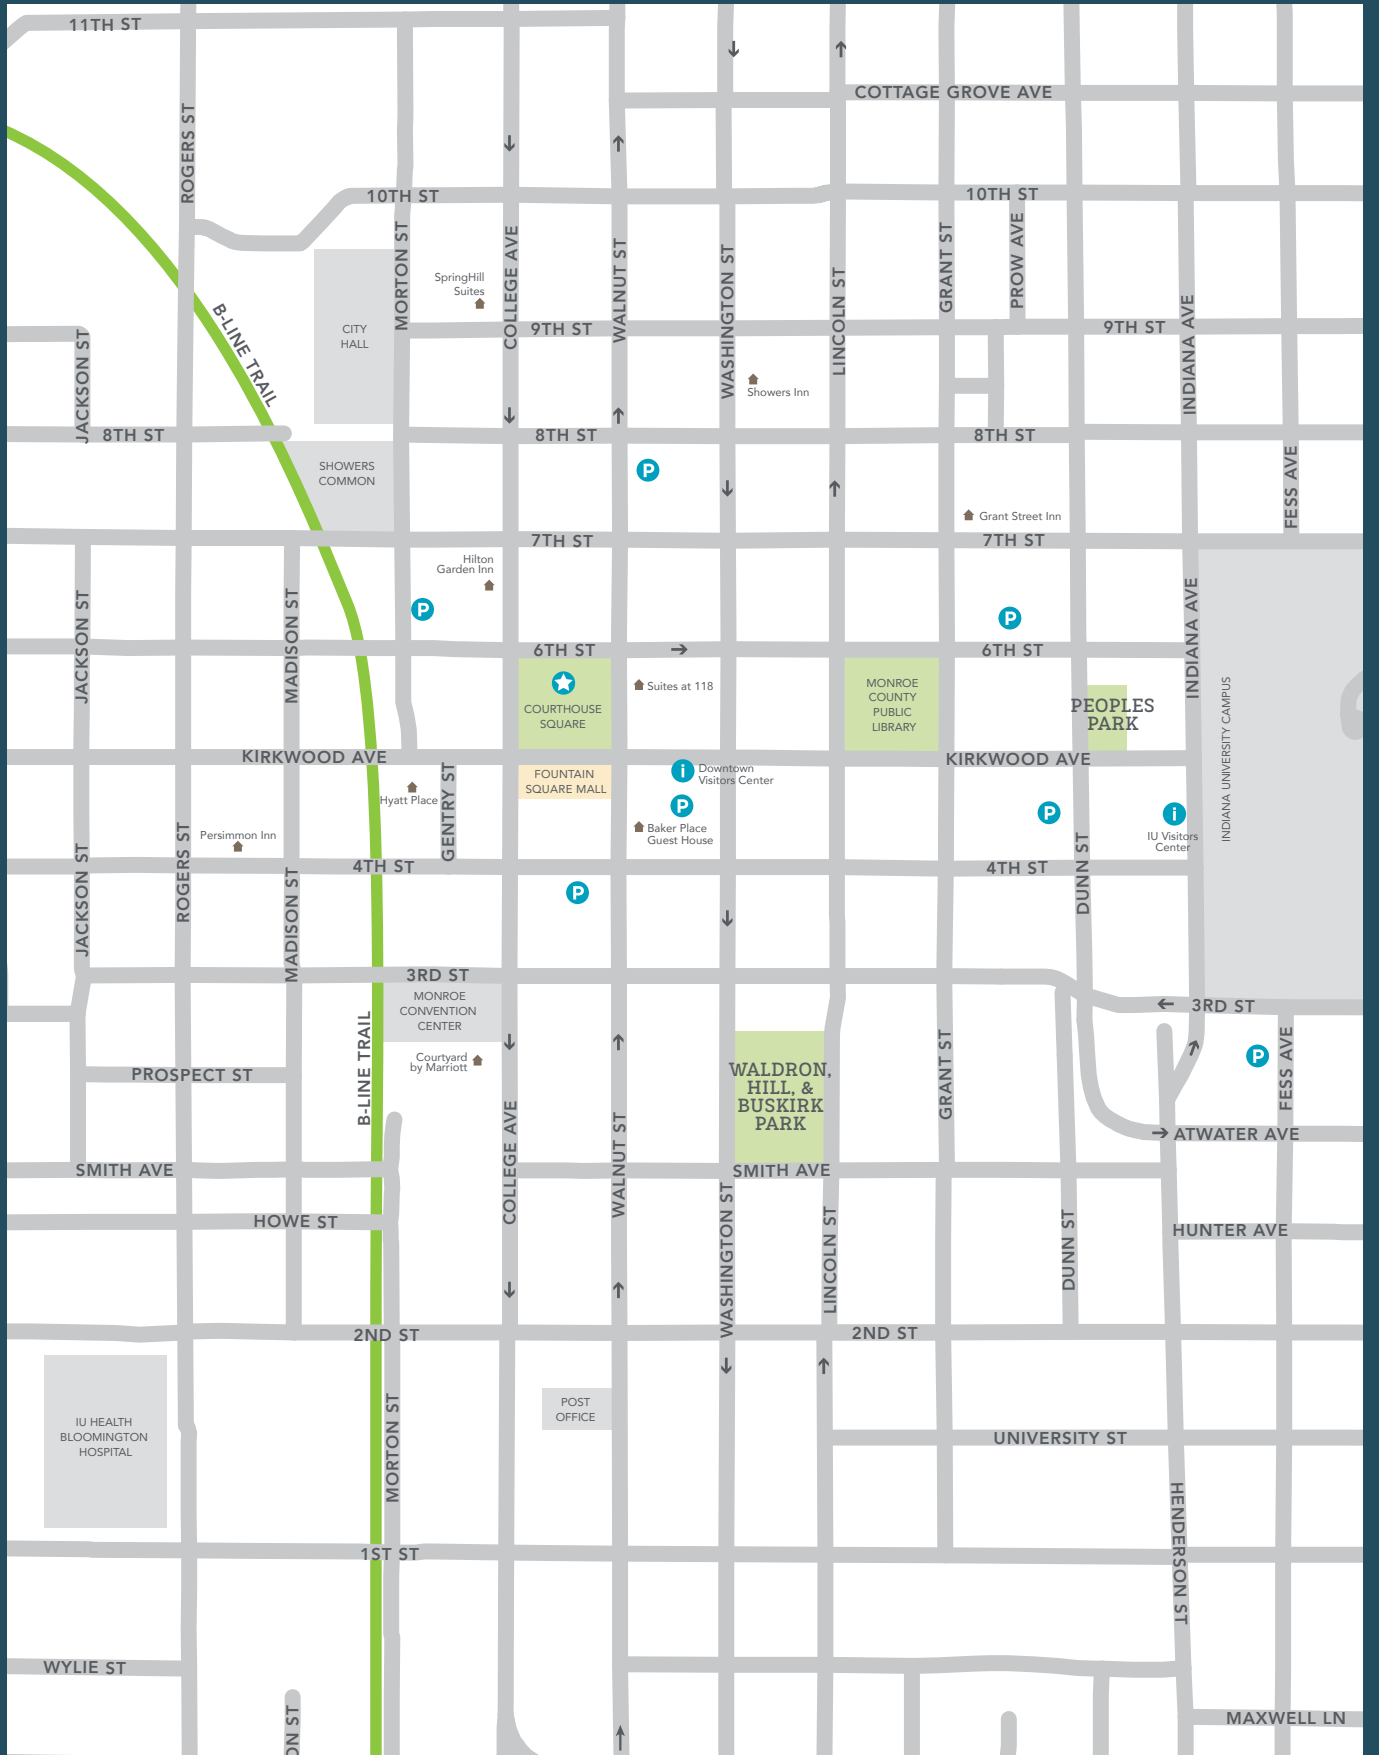 11TH ST
COTTAGE GROVE AVE
ROGERS ST
10TH ST
10TH ST
MORTON ST
COLLEGE AVE
WALNUT ST
WASHINGTON ST
LINCOLN ST
GRANT ST
PROW AVE
INDIANA AVE
SpringHill
Suites
B-LINE TRAIL
CITY
HALL
9TH ST
9TH ST
JACKSON ST
Showers Inn
8TH ST
8TH ST
8TH ST
SHOWERS
COMMON
P
FESS AVE
Grant Street Inn
7TH ST
7TH ST
Hilton
Garden Inn
P
P
JACKSON ST
MADISON ST
INDIANA AVE
6TH ST
6TH ST
COURTHOUSE
SQUARE
Suites at 118
MONROE
COUNTY
PUBLIC
LIBRARY
PEOPLES
PARK
INDIANA UNIVERSITY CAMPUS
KIRKWOOD AVE
KIRKWOOD AVE
GENTRY ST
FOUNTAIN
SQUARE MALL
i
Downtown
Visitors Center
Hyatt Place
P
P
i
IU Visitors
Center
Persimmon Inn
Baker Place
Guest House
JACKSON ST
ROGERS ST
MADISON ST
DUNN ST
4TH ST
4TH ST
P
3RD ST
3RD ST
MONROE
CONVENTION
CENTER
B-LINE TRAIL
Courtyard
by Marriott
P
WALDRON,
HILL, &
BUSKIRK
PARK
GRANT ST
FESS AVE
PROSPECT ST
COLLEGE AVE
WALNUT ST
ATWATER AVE
SMITH AVE
SMITH AVE
WASHINGTON ST
LINCOLN ST
DUNN ST
HOWE ST
HUNTER AVE
2ND ST
2ND ST
IU HEALTH
BLOOMINGTON
HOSPITAL
MORTON ST
POST
OFFICE
UNIVERSITY ST
HENDERSON ST
1ST ST
WYLIE ST
ON ST
MAXWELL LN